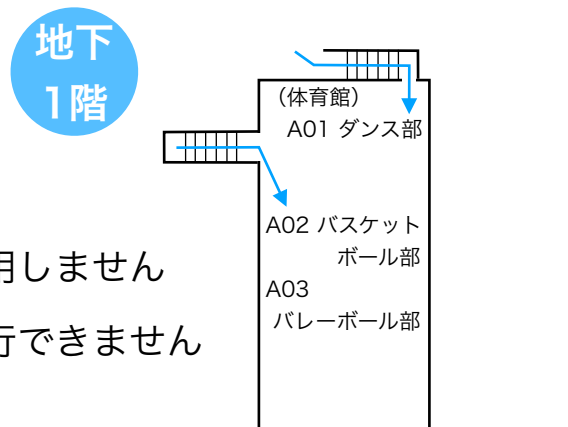 地下
1階
（体育館）
A01 ダンス部
A02 バスケット
ボール部
A03
バレーボール部
用しません
行できません